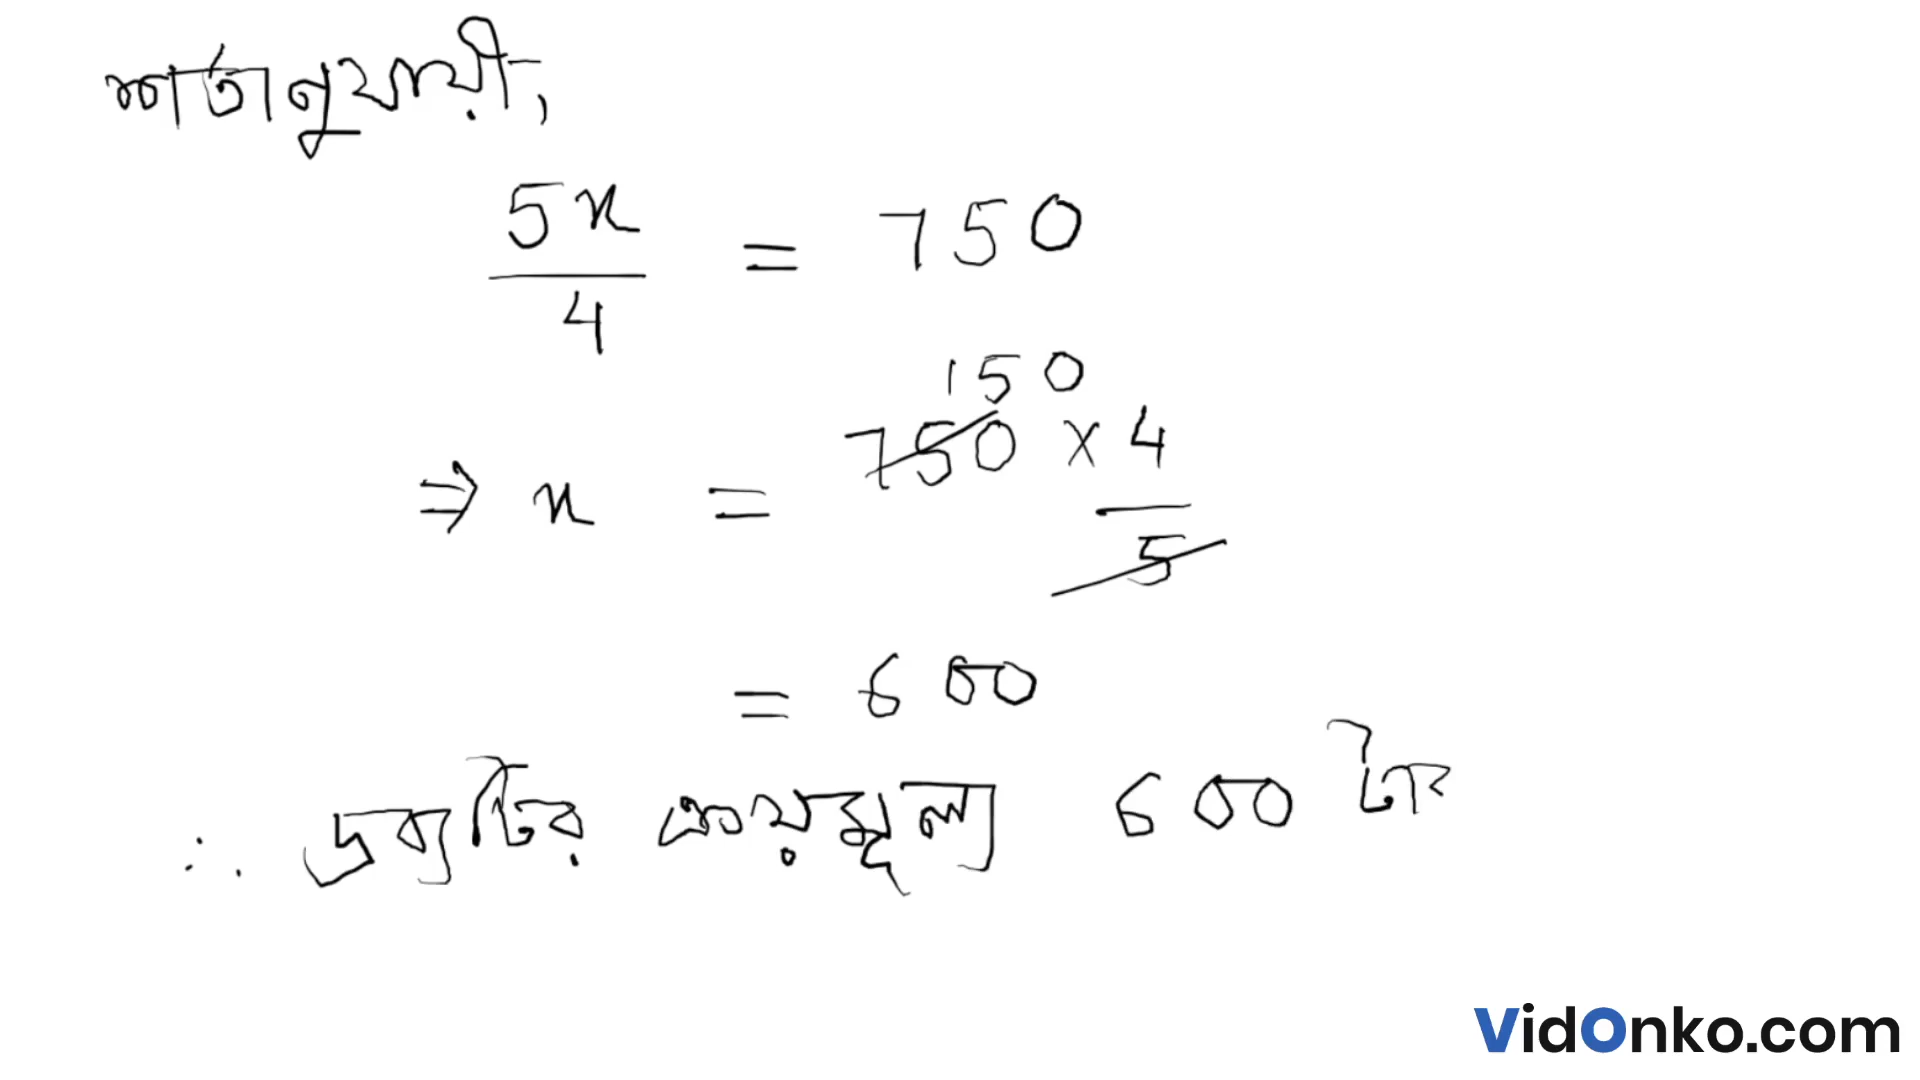 শর্তানুযায়ী,
5x/4 = 750
⇒ x = 750 × 4/5
150
= 600
∴ দ্রব্যটির ক্রয়মূল্য 600 টাকা
VidOnko.com